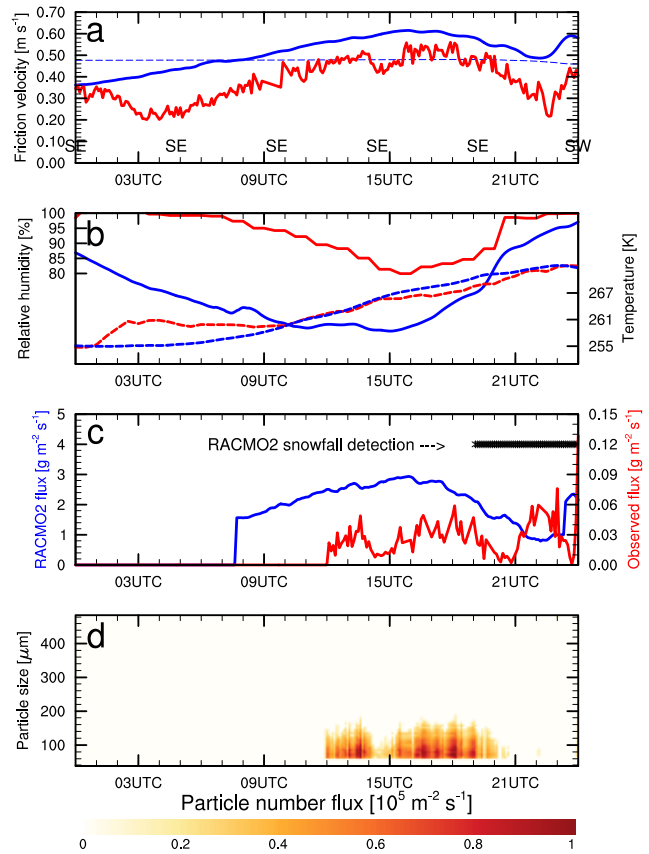 a
Friction velocity [m s⁻¹]
0.70
0.60
0.50
0.40
0.30
0.20
0.10
0.00
SE SE SE SE SE SW
03UTC 09UTC 15UTC 21UTC
b
Relative humidity [%]
100
95
90
85
80
Temperature [K]
267
261
255
03UTC 09UTC 15UTC 21UTC
c
RACMO2 flux [g m⁻² s⁻¹]
5
4
3
2
1
0
RACMO2 snowfall detection --->
Observed flux [g m⁻² s⁻¹]
0.15
0.12
0.09
0.06
0.03
0.00
03UTC 09UTC 15UTC 21UTC
d
Particle size [μm]
400
300
200
100
03UTC 09UTC 15UTC 21UTC
Particle number flux [10⁵ m⁻² s⁻¹]
0 0.2 0.4 0.6 0.8 1